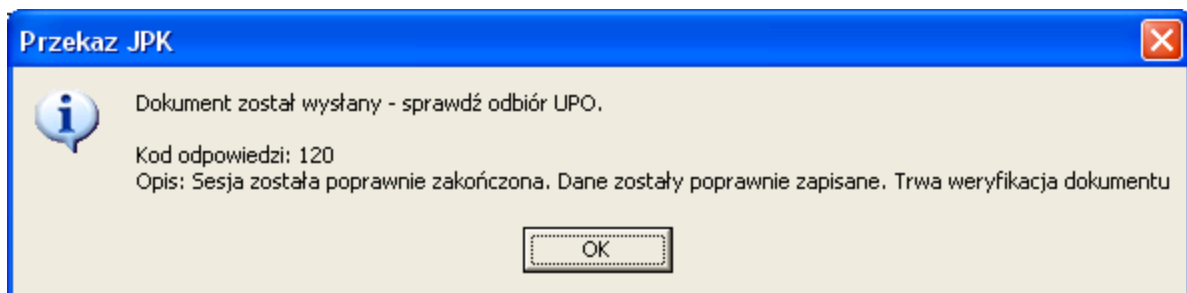 Przekaz JPK
Dokument został wysłany - sprawdź odbiór UPO.
Kod odpowiedzi: 120
Opis: Sesja została poprawnie zakończona. Dane zostały poprawnie zapisane. Trwa weryfikacja dokumentu
OK